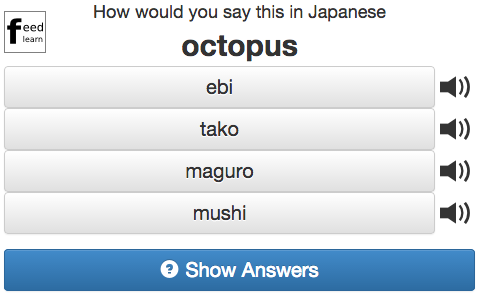 feed
learn
How would you say this in Japanese
octopus
ebi
tako
maguro
mushi
? Show Answers